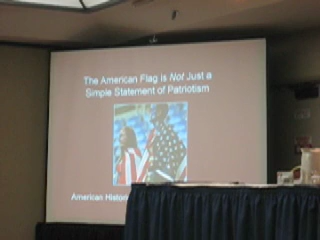 The American Flag is Not Just a
Simple Statement of Patriotism
American Histor